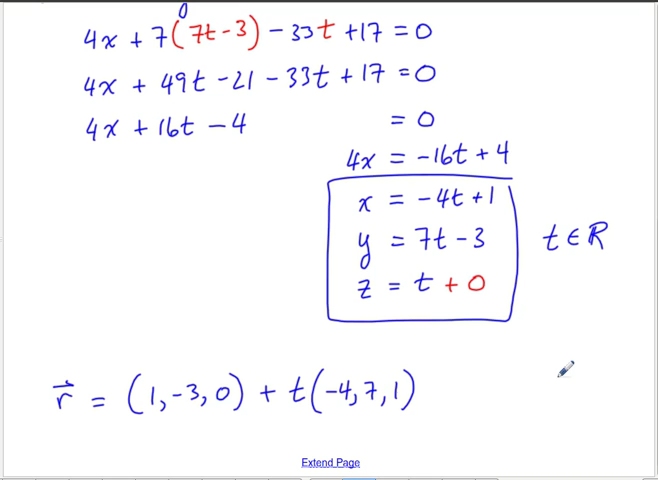 4x + 7(7t-3) - 33t + 17 = 0
4x + 49t - 21 - 33t + 17 = 0
4x + 16t - 4 = 0
4x = -16t + 4
x = -4t + 1
y = 7t - 3 t ∈ R
z = t + 0
r⃗ = (1, -3, 0) + t(-4, 7, 1)
Extend Page